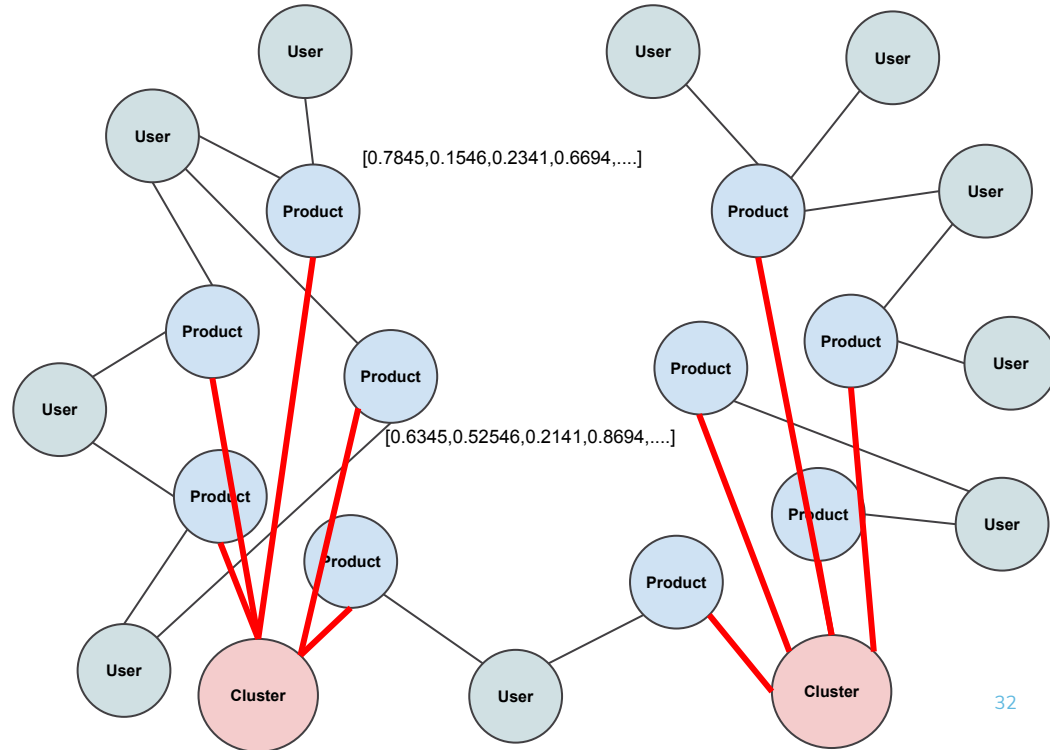 User
User
User
User
[0.7845,0.1546,0.2341,0.6694,....]
User
Product
Product
Product
Product
User
Product
Product
Product
User
[0.6345,0.52546,0.2141,0.8694,....]
Product
Product
User
Product
Product
User
User
Cluster
Cluster
32